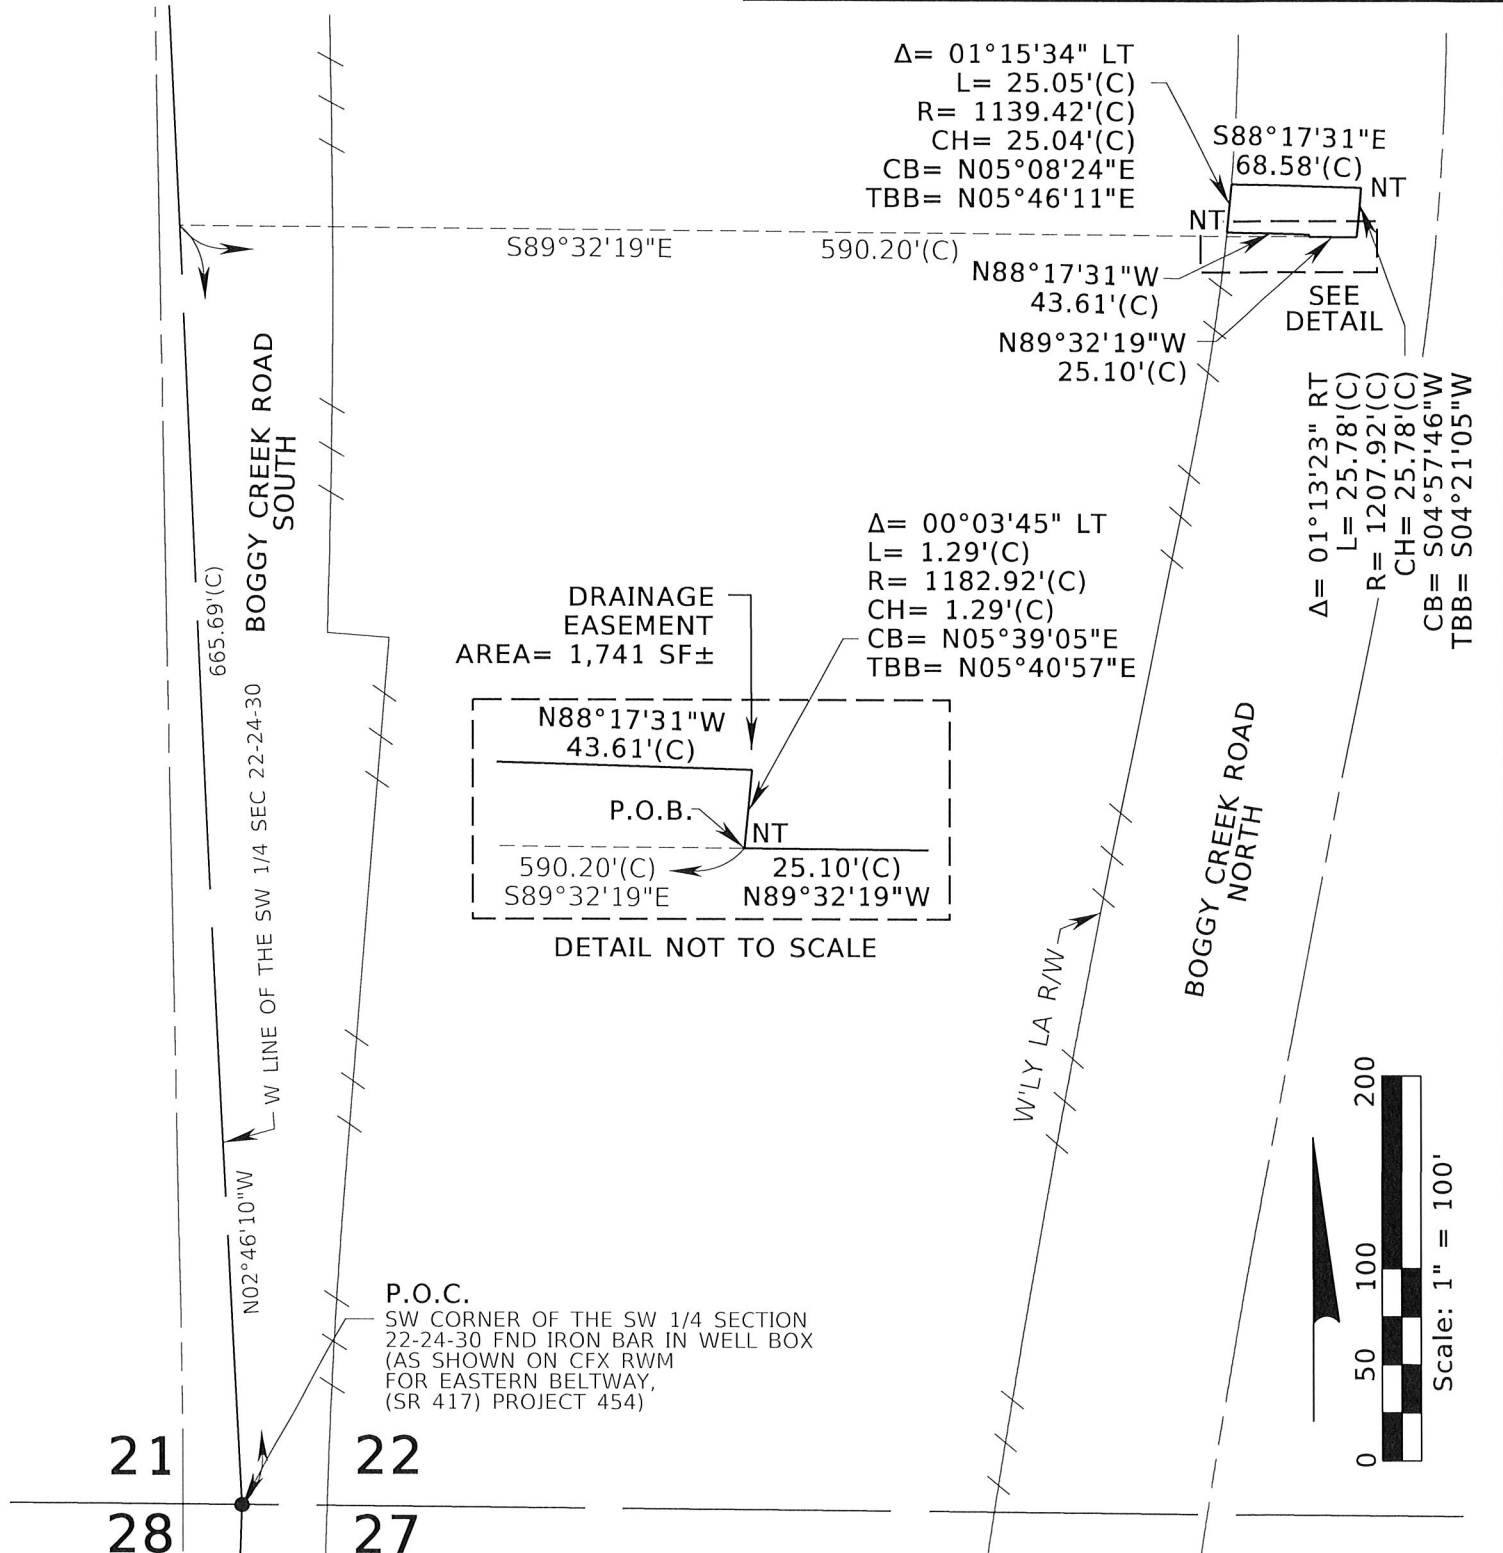 Δ= 01°15'34" LT
L= 25.05'(C)
R= 1139.42'(C)
CH= 25.04'(C)
CB= N05°08'24"E
TBB= N05°46'11"E
S88°17'31"E
68.58'(C)
NT
NT
S89°32'19"E
590.20'(C)
N88°17'31"W
43.61'(C)
N89°32'19"W
25.10'(C)
SEE
DETAIL
Δ= 01°13'23" RT
L= 25.78'(C)
R= 1207.92'(C)
CH= 25.78'(C)
CB= S04°57'46"W
TBB= S04°21'05"W
BOGGY CREEK ROAD
SOUTH
665.69'(C)
W LINE OF THE SW 1/4 SEC 22-24-30
N02°46'10"W
Δ= 00°03'45" LT
L= 1.29'(C)
R= 1182.92'(C)
CH= 1.29'(C)
CB= N05°39'05"E
TBB= N05°40'57"E
DRAINAGE
EASEMENT
AREA= 1,741 SF±
N88°17'31"W
43.61'(C)
P.O.B.
NT
590.20'(C)
S89°32'19"E
25.10'(C)
N89°32'19"W
DETAIL NOT TO SCALE
BOGGY CREEK ROAD
NORTH
W'LY LA R/W
P.O.C.
SW CORNER OF THE SW 1/4 SECTION
22-24-30 FND IRON BAR IN WELL BOX
(AS SHOWN ON CFX RWM
FOR EASTERN BELTWAY,
(SR 417) PROJECT 454)
21
22
28
27
0
50
100
200
Scale: 1" = 100'